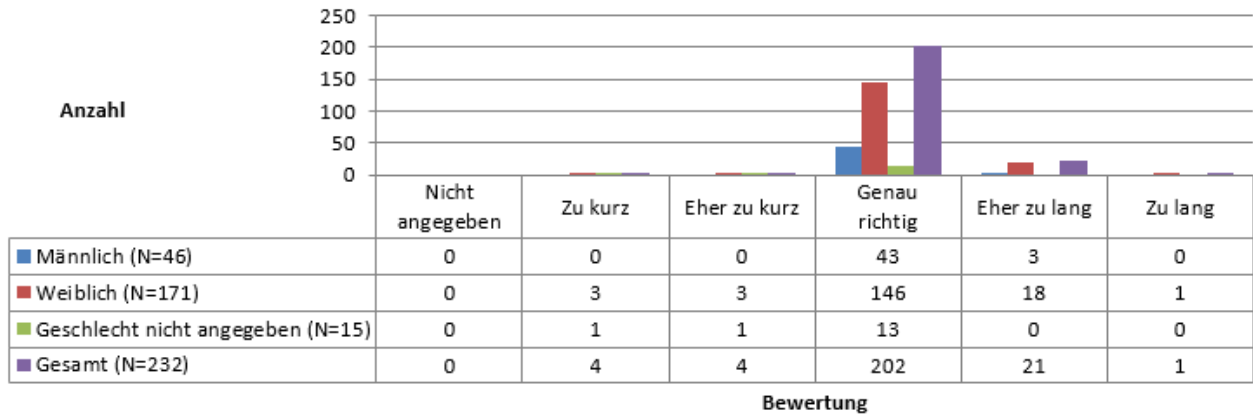 250
200
150
100
50
0
Anzahl
Nicht angegeben Zu kurz Eher zu kurz Genau richtig Eher zu lang Zu lang
Männlich (N=46) 0 0 0 43 3 0
Weiblich (N=171) 0 3 3 146 18 1
Geschlecht nicht angegeben (N=15) 0 1 1 13 0 0
Gesamt (N=232) 0 4 4 202 21 1
Bewertung